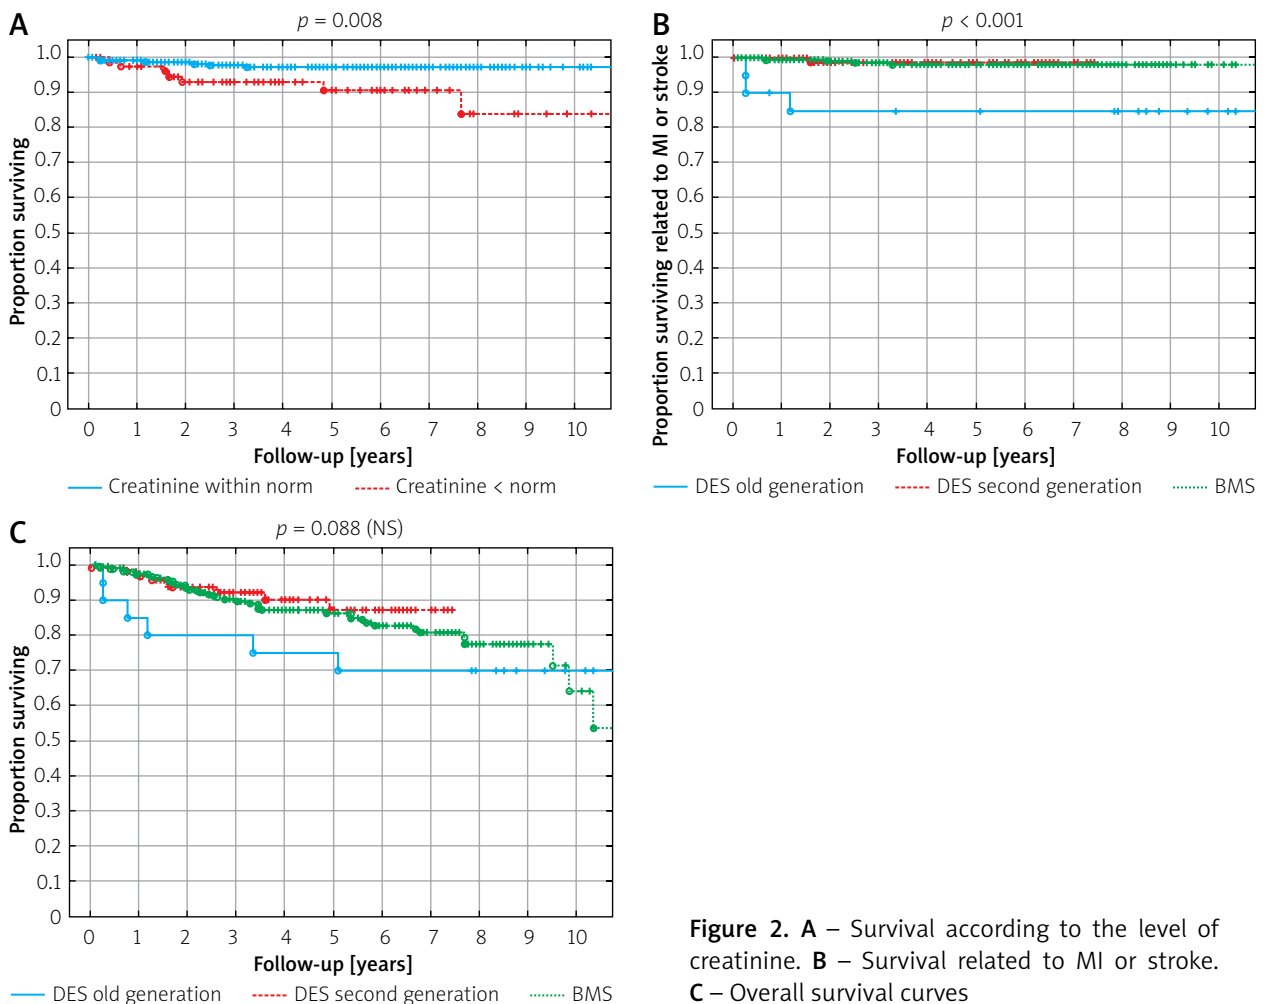 A
p = 0.008
Proportion surviving
1.0
0.9
0.8
0.7
0.6
0.5
0.4
0.3
0.2
0.1
0
0 1 2 3 4 5 6 7 8 9 10
Follow-up [years]
Creatinine within norm Creatinine < norm
B
p < 0.001
Proportion surviving related to MI or stroke
1.0
0.9
0.8
0.7
0.6
0.5
0.4
0.3
0.2
0.1
0
0 1 2 3 4 5 6 7 8 9 10
Follow-up [years]
DES old generation DES second generation BMS
C
p = 0.088 (NS)
Proportion surviving
1.0
0.9
0.8
0.7
0.6
0.5
0.4
0.3
0.2
0.1
0
0 1 2 3 4 5 6 7 8 9 10
Follow-up [years]
DES old generation DES second generation BMS
Figure 2. A – Survival according to the level of
creatinine. B – Survival related to MI or stroke.
C – Overall survival curves